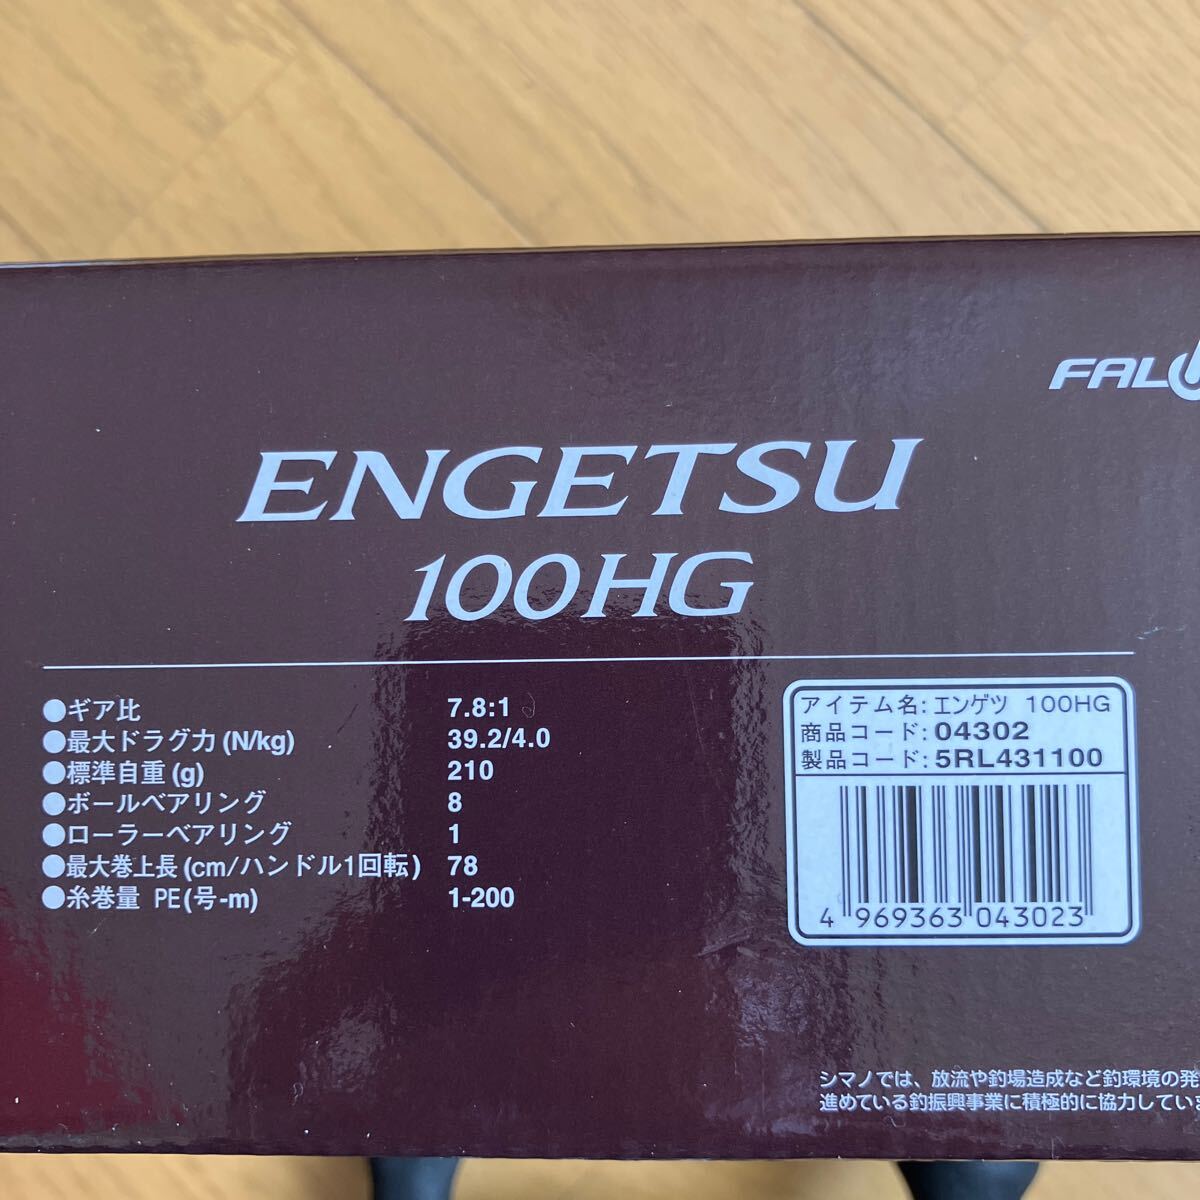 ENGETSU
100HG
●ギア比 7.8:1
●最大ドラグ力(N/kg) 39.2/4.0
●標準自重(g) 210
●ボールベアリング 8
●ローラーベアリング 1
●最大巻上長(cm/ハンドル1回転) 78
●糸巻量 PE(号-m) 1-200
アイテム名: エンゲツ 100HG
商品コード: 04302
製品コード: 5RL431100
4 969363 043023
シマノでは、放流や釣場造成など釣環境の発
進めている釣振興事業に積極的に協力していま